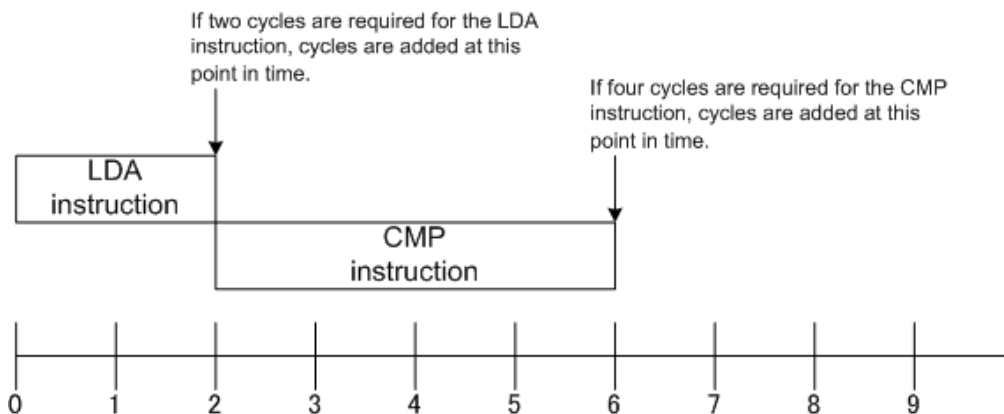 If two cycles are required for the LDA
instruction, cycles are added at this
point in time.
If four cycles are required for the CMP
instruction, cycles are added at this
point in time.
LDA
instruction
CMP
instruction
0 1 2 3 4 5 6 7 8 9